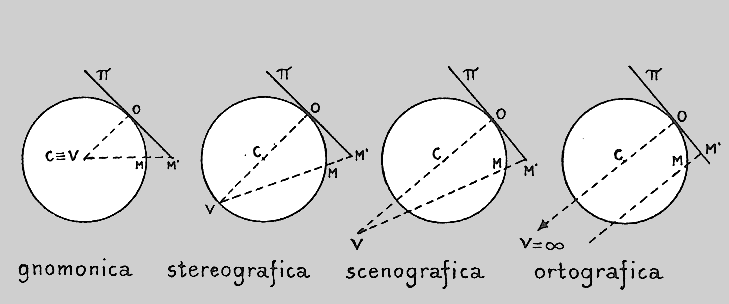 π
O
C≡V
M
M'
gnomonica
π
O
C
M'
M
V
stereografica
π
O
C
M
M'
V
scenografica
π
O
C
M
M'
V=∞
ortografica